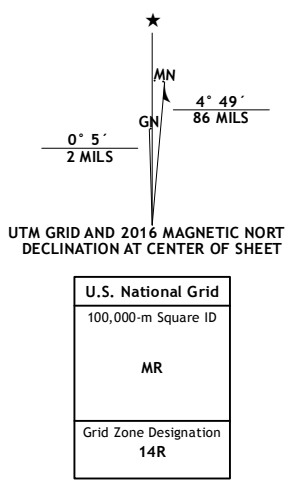 ★
MN
4° 49´
86 MILS
GN
0° 5´
2 MILS
UTM GRID AND 2016 MAGNETIC NORT
DECLINATION AT CENTER OF SHEET
U.S. National Grid
100,000-m Square ID
MR
Grid Zone Designation
14R